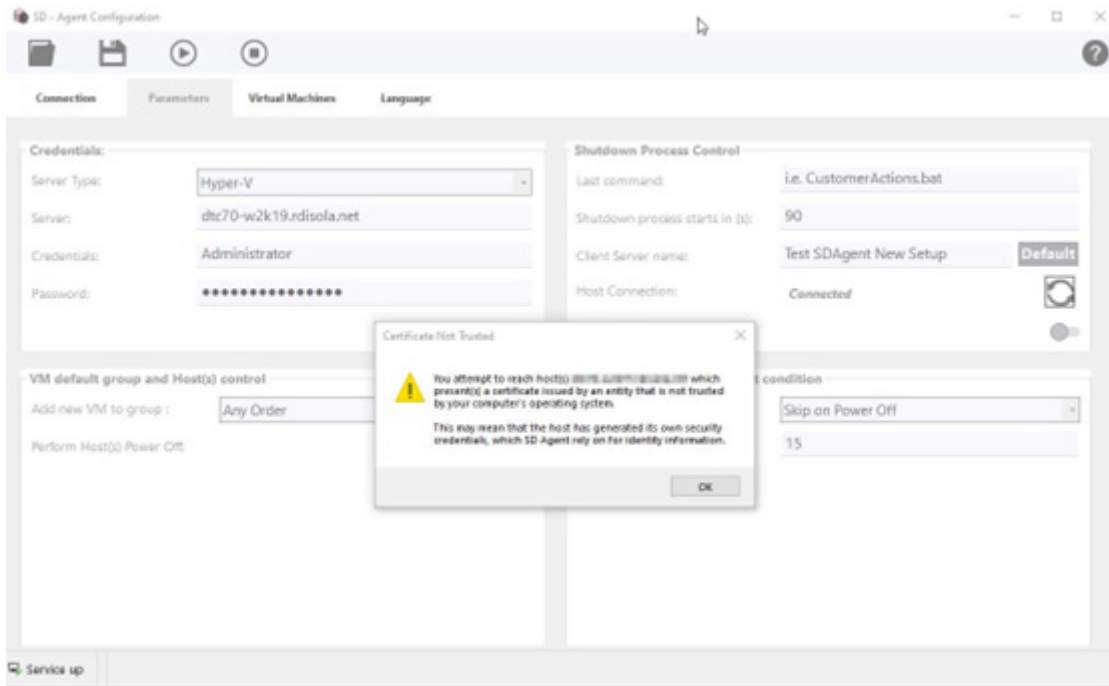 SD - Agent Configuration
?
Connection Parameters Virtual Machines Language
Credentials:
Server Type: Hyper-V
Server: dtc70-w2k19.rdisola.net
Credentials: Administrator
Password: ●●●●●●●●●●●●●●●
Shutdown Process Control
Last command: i.e. CustomerActions.bat
Shutdown process starts in (s): 90
Client Server name: Test SDAgent New Setup Default
Host Connection: Connected
Certificate Not Trusted
You attempt to reach host(s) which
present(s) a certificate issued by an entity that is not trusted
by your computer's operating system.
This may mean that the host has generated its own security
credentials, which SD Agent rely on for identity information.
OK
VM default group and Host(s) control
Add new VM to group : Any Order
Perform Host(s) Power Off:
t condition
Skip on Power Off
15
Service up